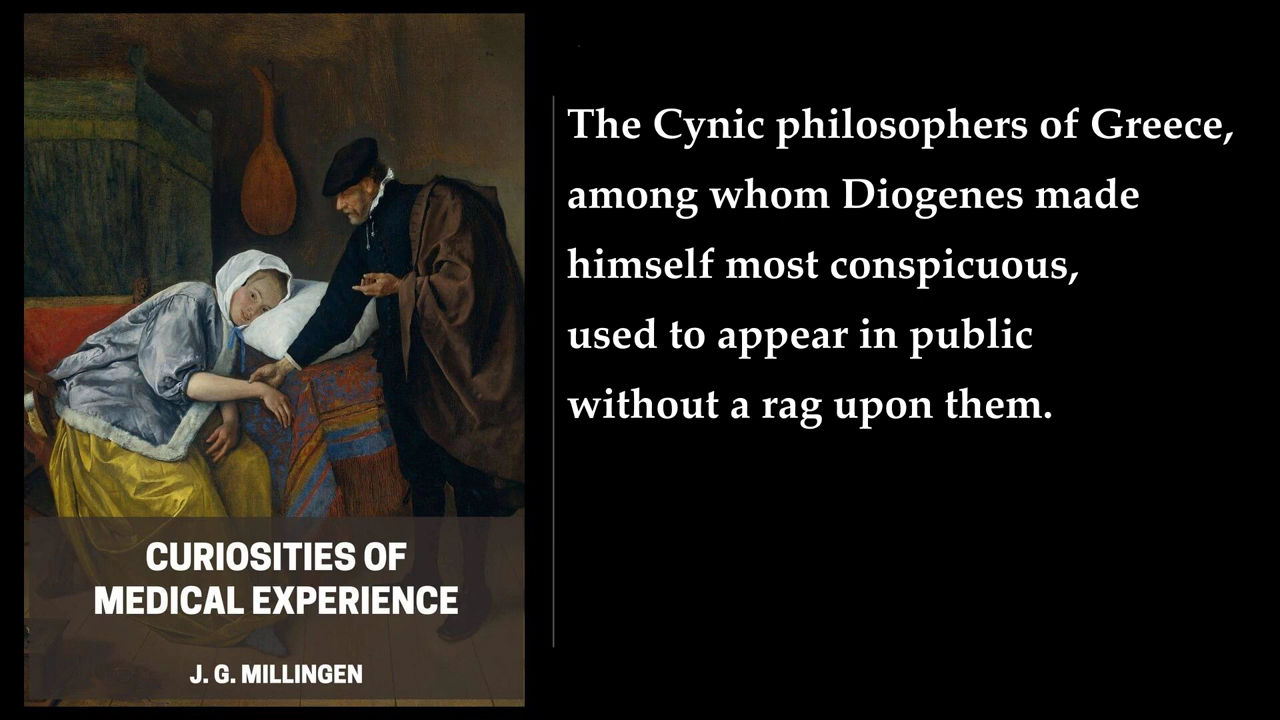 CURIOSITIES OF
MEDICAL EXPERIENCE
J. G. MILLINGEN
The Cynic philosophers of Greece,
among whom Diogenes made
himself most conspicuous,
used to appear in public
without a rag upon them.